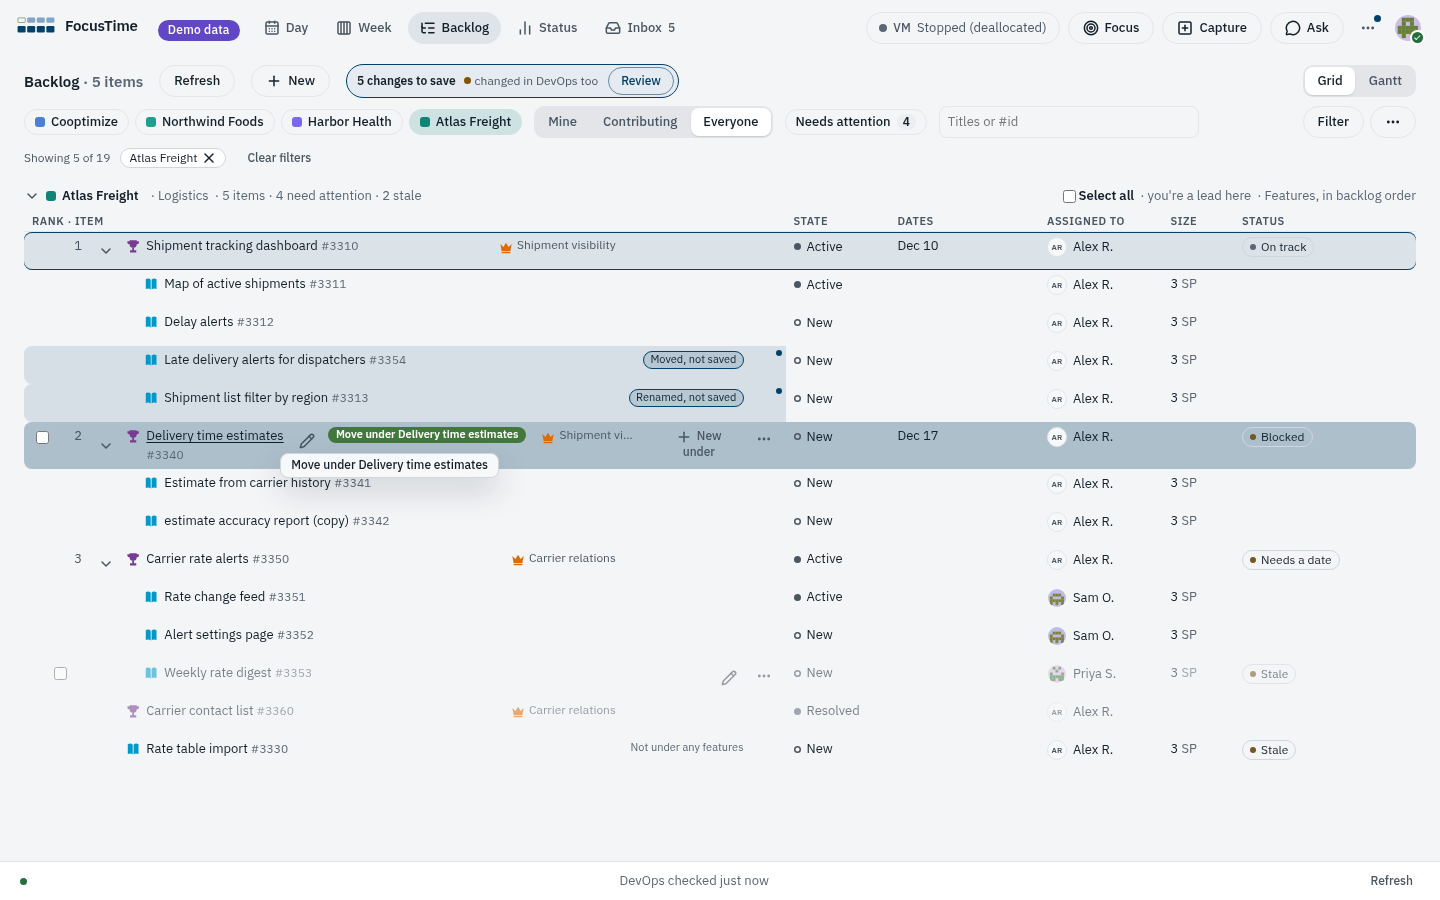 FocusTime
Demo data
Day
Week
Backlog
Status
Inbox 5
VM Stopped (deallocated)
Focus
Capture
Ask
Backlog · 5 items
Refresh
New
5 changes to save
changed in DevOps too
Review
Grid
Gantt
Cooptimize
Northwind Foods
Harbor Health
Atlas Freight
Mine
Contributing
Everyone
Needs attention 4
Titles or #id
Filter
Showing 5 of 19
Atlas Freight
Clear filters
Atlas Freight · Logistics · 5 items · 4 need attention · 2 stale
Select all · you're a lead here · Features, in backlog order
RANK · ITEM STATE DATES ASSIGNED TO SIZE STATUS
1 Shipment tracking dashboard #3310 Shipment visibility Active Dec 10 AR Alex R. On track
Map of active shipments #3311 Active AR Alex R. 3 SP
Delay alerts #3312 New AR Alex R. 3 SP
Late delivery alerts for dispatchers #3354 Moved, not saved New AR Alex R. 3 SP
Shipment list filter by region #3313 Renamed, not saved New AR Alex R. 3 SP
2 Delivery time estimates Move under Delivery time estimates Shipment vi... New New Dec 17 AR Alex R. Blocked
#3340 under
Move under Delivery time estimates
Estimate from carrier history #3341 New AR Alex R. 3 SP
estimate accuracy report (copy) #3342 New AR Alex R. 3 SP
3 Carrier rate alerts #3350 Carrier relations Active AR Alex R. Needs a date
Rate change feed #3351 Active Sam O. 3 SP
Alert settings page #3352 New Sam O. 3 SP
Weekly rate digest #3353 New Priya S. 3 SP Stale
Carrier contact list #3360 Carrier relations Resolved AR Alex R.
Rate table import #3330 Not under any features New AR Alex R. 3 SP Stale
DevOps checked just now
Refresh